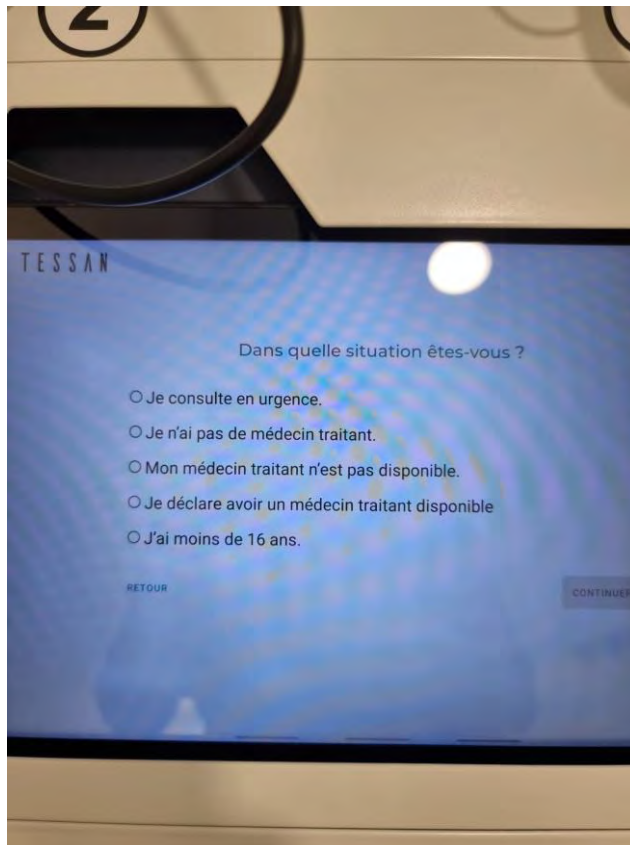 2
TESSAN
Dans quelle situation êtes-vous ?
Je consulte en urgence.
Je n'ai pas de médecin traitant.
Mon médecin traitant n'est pas disponible.
Je déclare avoir un médecin traitant disponible
J'ai moins de 16 ans.
RETOUR
CONTINUER